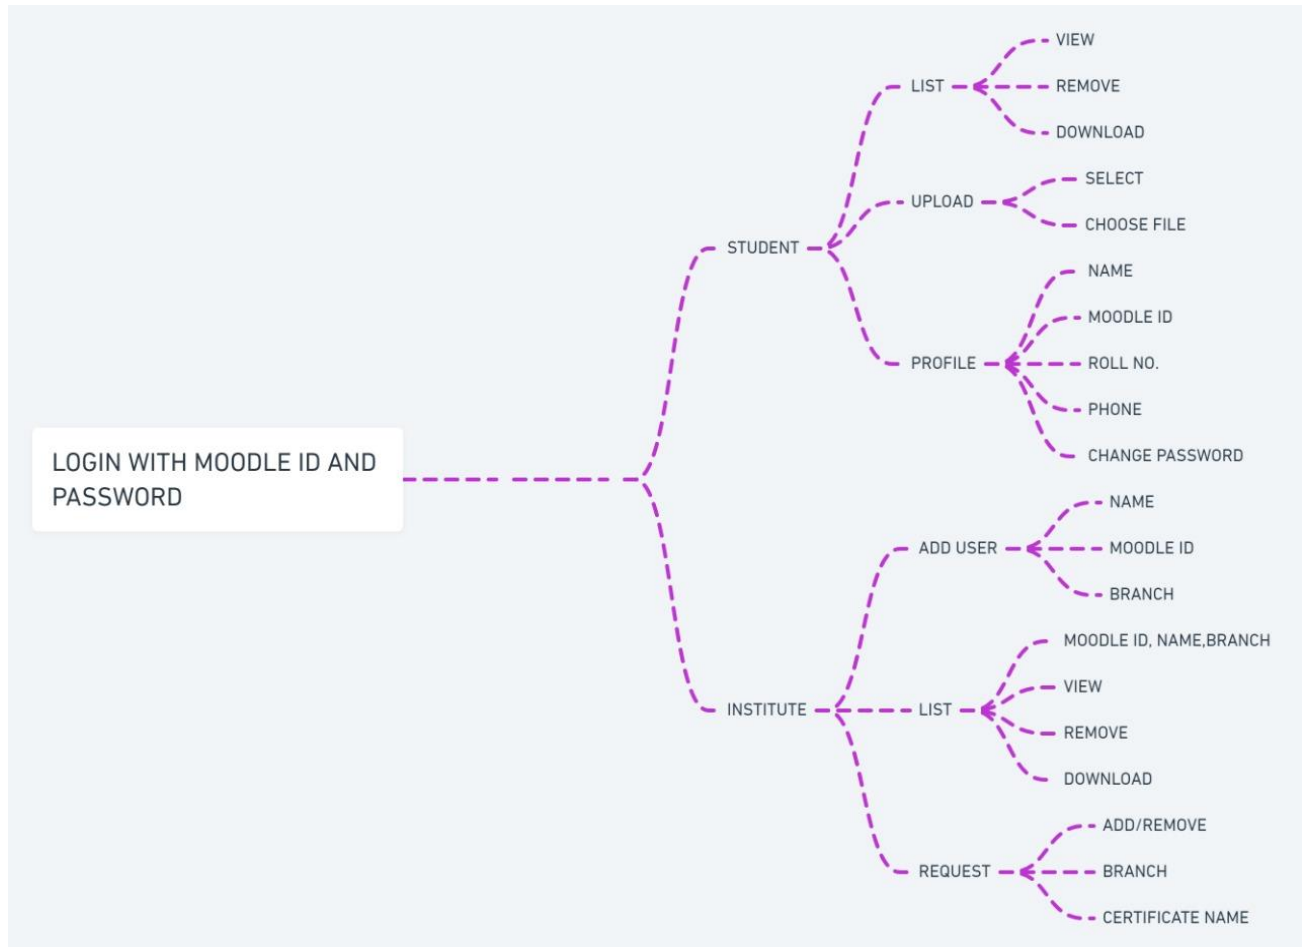 VIEW
LIST
REMOVE
DOWNLOAD
SELECT
UPLOAD
CHOOSE FILE
STUDENT
NAME
MOODLE ID
PROFILE
ROLL NO.
PHONE
CHANGE PASSWORD
LOGIN WITH MOODLE ID AND
PASSWORD
NAME
ADD USER
MOODLE ID
BRANCH
MOODLE ID, NAME,BRANCH
VIEW
INSTITUTE
LIST
REMOVE
DOWNLOAD
ADD/REMOVE
REQUEST
BRANCH
CERTIFICATE NAME